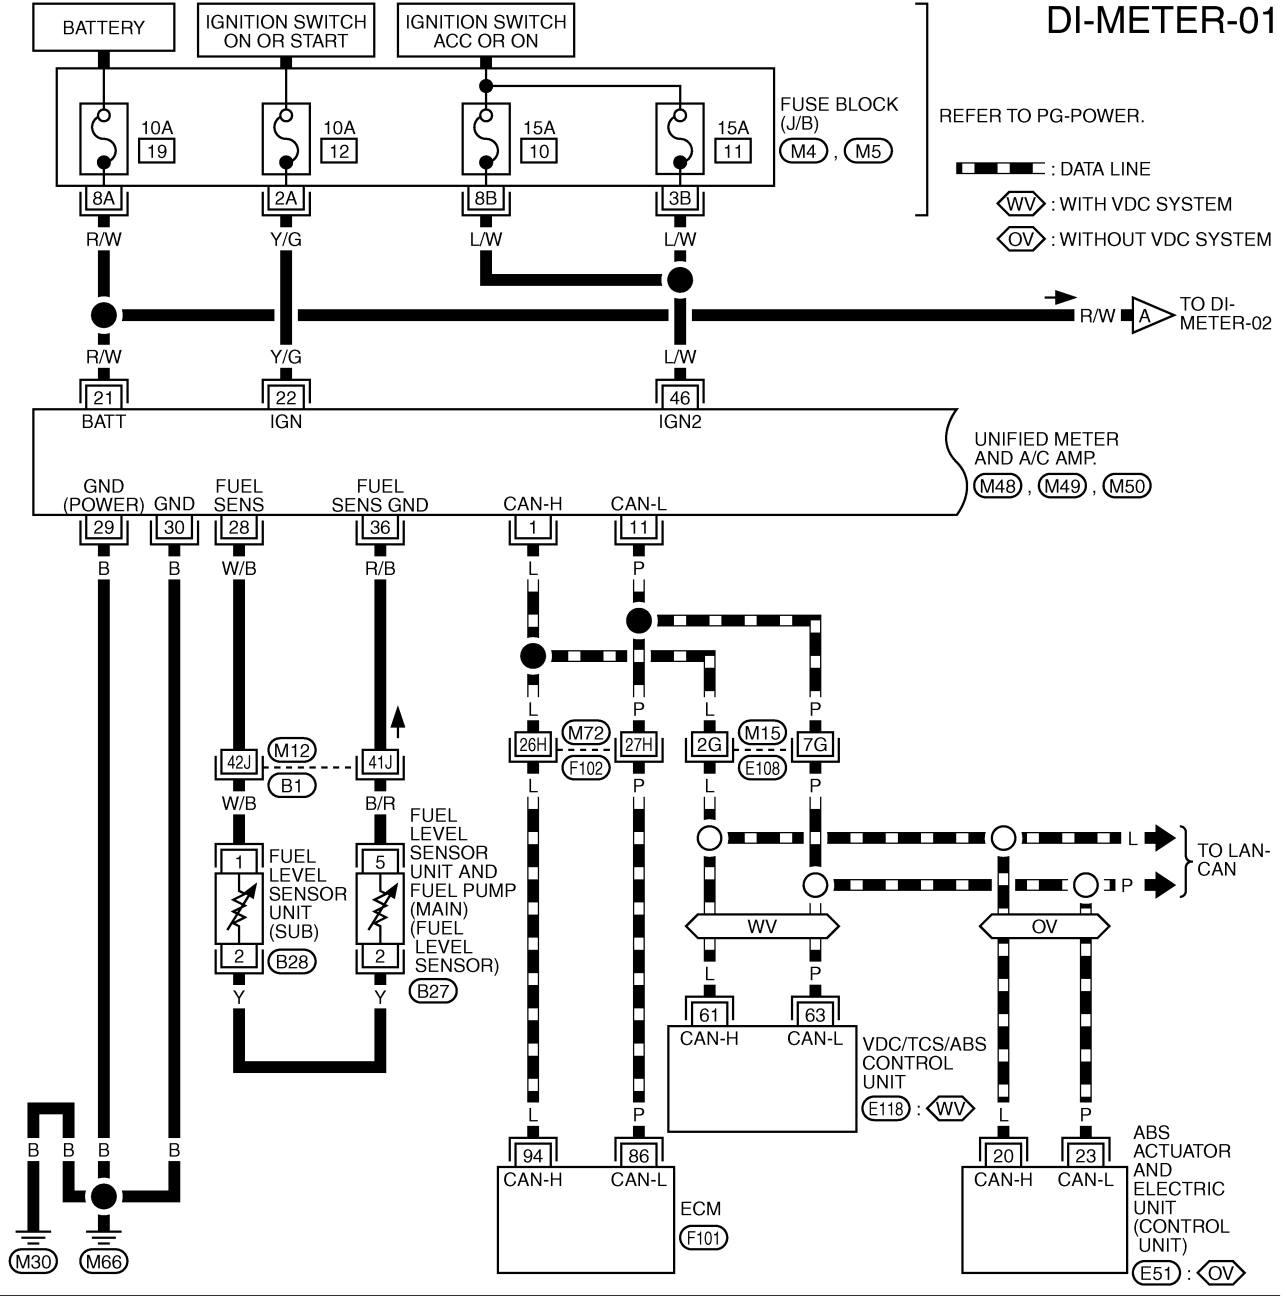 DI-METER-01
BATTERY
IGNITION SWITCH
ON OR START
IGNITION SWITCH
ACC OR ON
10A
19
10A
12
15A
10
15A
11
FUSE BLOCK
(J/B)
M4 , M5
REFER TO PG-POWER.
: DATA LINE
WV : WITH VDC SYSTEM
OV : WITHOUT VDC SYSTEM
8A 2A 8B 3B
R/W Y/G L/W L/W
R/W A
TO DI-
METER-02
R/W Y/G L/W
21 22 46
BATT IGN IGN2
UNIFIED METER
AND A/C AMP.
M48 , M49 , M50
GND
(POWER)
GND
FUEL
SENS
FUEL
SENS GND
CAN-H CAN-L
29 30 28 36 1 11
B B W/B R/B L P
L P L P
26H
M72
F102
27H
2G
M15
E108
7G
L P L P
42J
M12
B1
41J
W/B B/R
1
FUEL
LEVEL
SENSOR
UNIT
(SUB)
2
B28
Y
5
FUEL
LEVEL
SENSOR
UNIT AND
FUEL PUMP
(MAIN)
(FUEL
LEVEL
SENSOR)
2
B27
Y
L
P
TO LAN-
CAN
WV OV
L P
61 63
CAN-H CAN-L
VDC/TCS/ABS
CONTROL
UNIT
E118 : WV
L P
94 86
CAN-H CAN-L
ECM
F101
L P
20 23
CAN-H CAN-L
ABS
ACTUATOR
AND
ELECTRIC
UNIT
(CONTROL
UNIT)
E51 : OV
B B B B
M30 M66